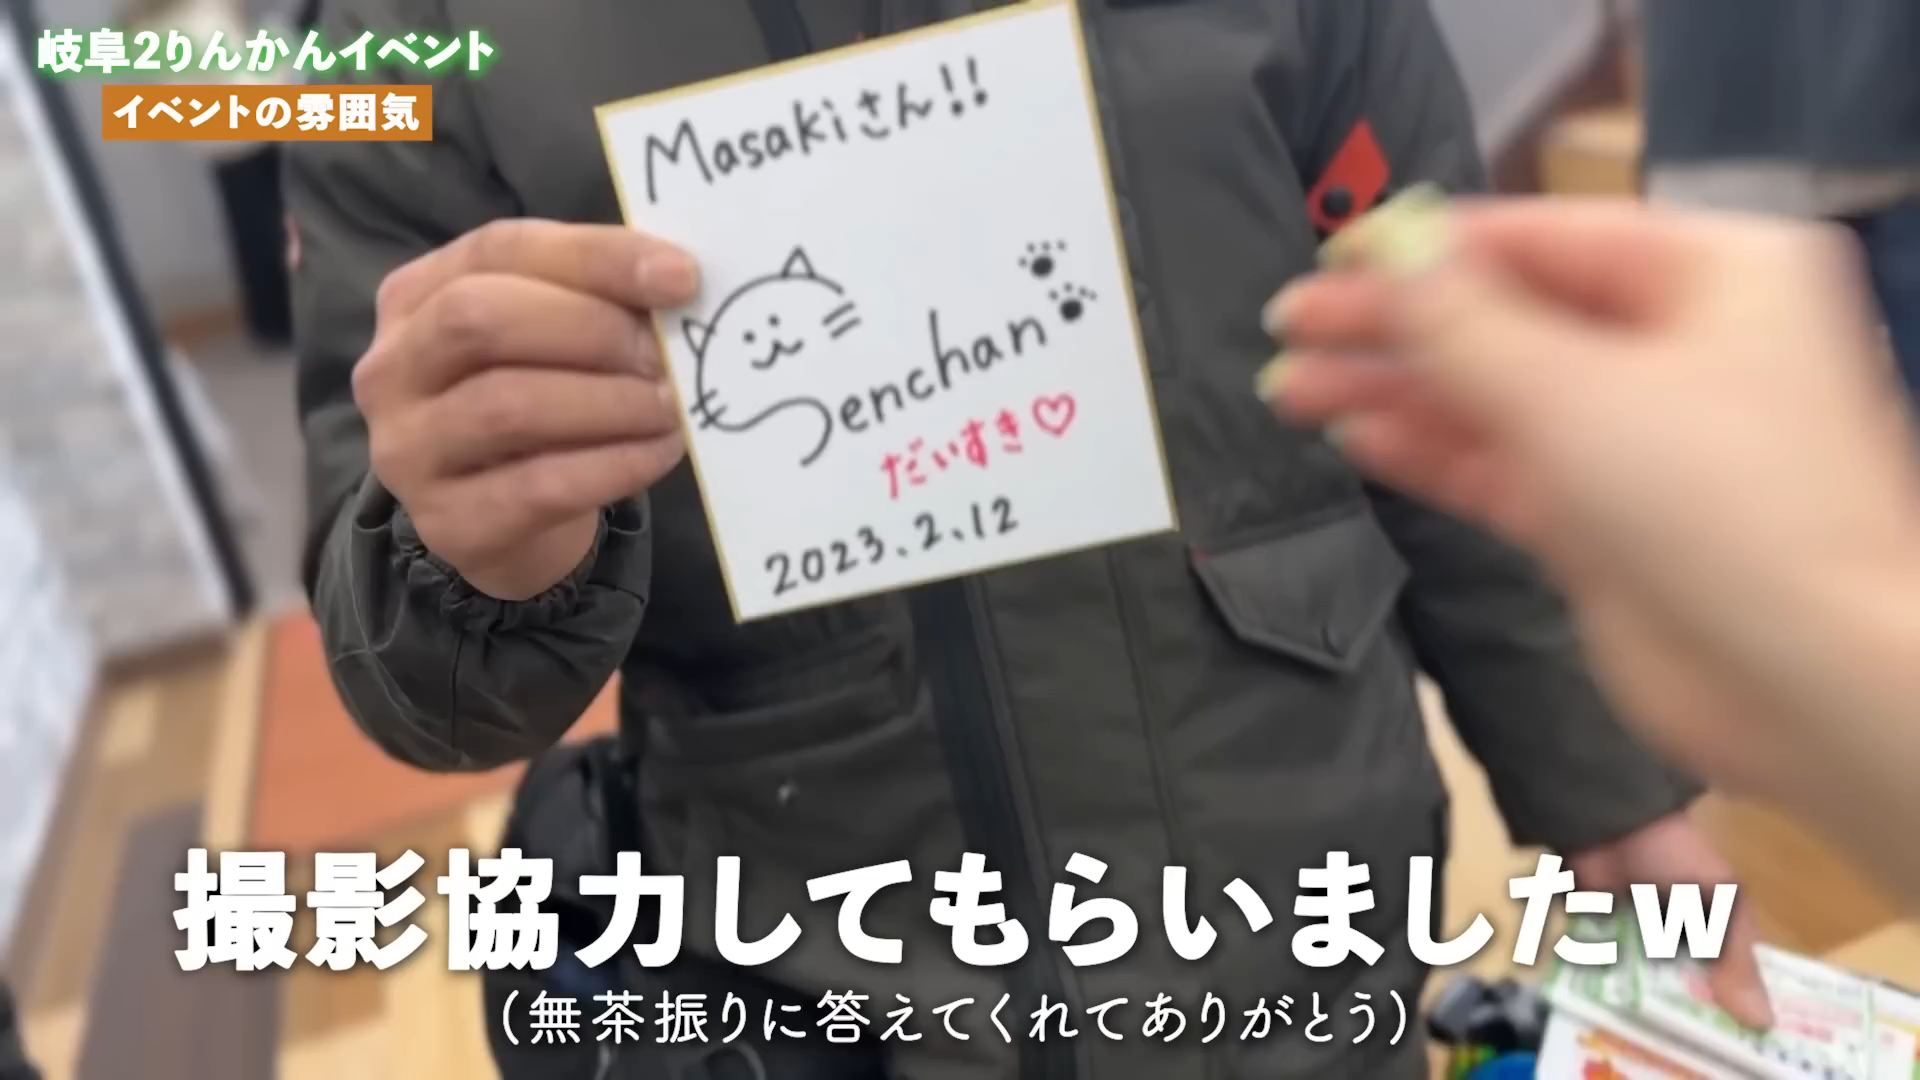 岐阜2りんかんイベント
イベントの雰囲気
Masakiさん!!
Senchan
だいすき♡
2023.2.12
撮影協力してもらいましたw
(無茶振りに答えてくれてありがとう)